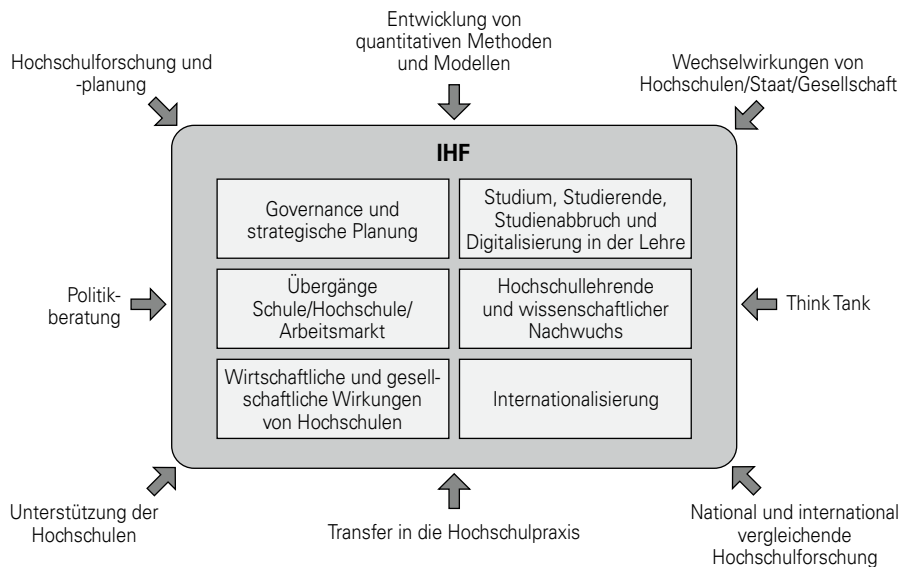 Entwicklung von
quantitativen Methoden
und Modellen
Hochschulforschung und
-planung
Wechselwirkungen von
Hochschulen/Staat/Gesellschaft
IHF
Governance und
strategische Planung
Studium, Studierende,
Studienabbruch und
Digitalisierung in der Lehre
Politik-
beratung
Übergänge
Schule/Hochschule/
Arbeitsmarkt
Hochschullehrende
und wissenschaftlicher
Nachwuchs
Think Tank
Wirtschaftliche und gesell-
schaftliche Wirkungen
von Hochschulen
Internationalisierung
Unterstützung der
Hochschulen
Transfer in die Hochschulpraxis
National und international
vergleichende
Hochschulforschung